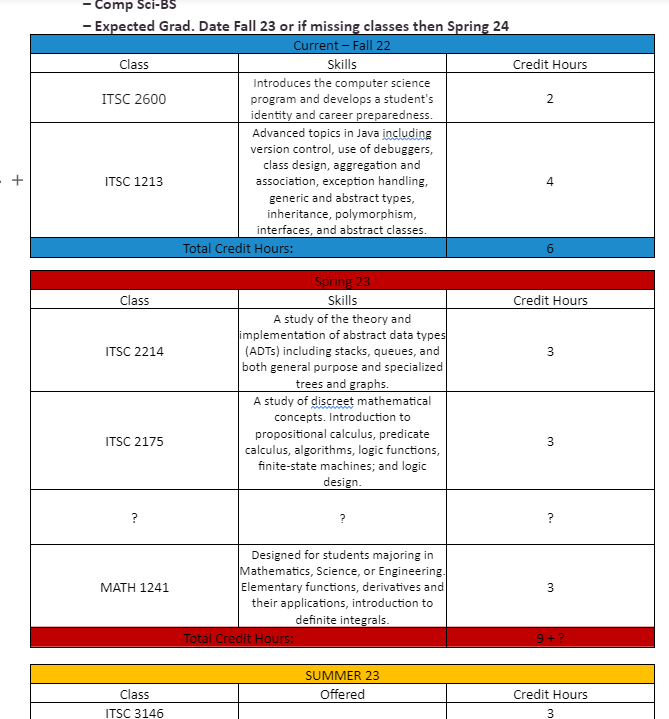 – Comp Sci-BS
– Expected Grad. Date Fall 23 or if missing classes then Spring 24
Current – Fall 22
Class Skills Credit Hours
ITSC 2600
Introduces the computer science
program and develops a student's
identity and career preparedness.
2
ITSC 1213
Advanced topics in Java including
version control, use of debuggers,
class design, aggregation and
association, exception handling,
generic and abstract types,
inheritance, polymorphism,
interfaces, and abstract classes.
4
Total Credit Hours: 6
Spring 23
Class Skills Credit Hours
ITSC 2214
A study of the theory and
implementation of abstract data types
(ADTs) including stacks, queues, and
both general purpose and specialized
trees and graphs.
3
ITSC 2175
A study of discreet mathematical
concepts. Introduction to
propositional calculus, predicate
calculus, algorithms, logic functions,
finite-state machines; and logic
design.
3
? ? ?
MATH 1241
Designed for students majoring in
Mathematics, Science, or Engineering.
Elementary functions, derivatives and
their applications, introduction to
definite integrals.
3
Total Credit Hours: 9 + ?
SUMMER 23
Class Offered Credit Hours
ITSC 3146 3